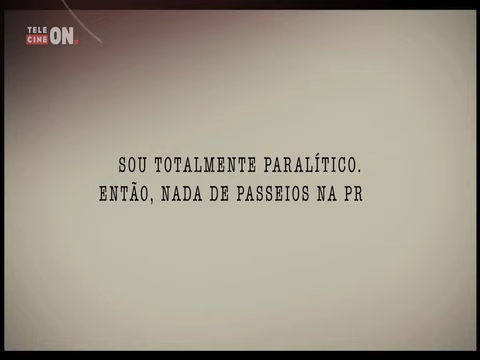 TELE
CINE ON.
SOU TOTALMENTE PARALÍTICO.
ENTÃO, NADA DE PASSEIOS NA PR